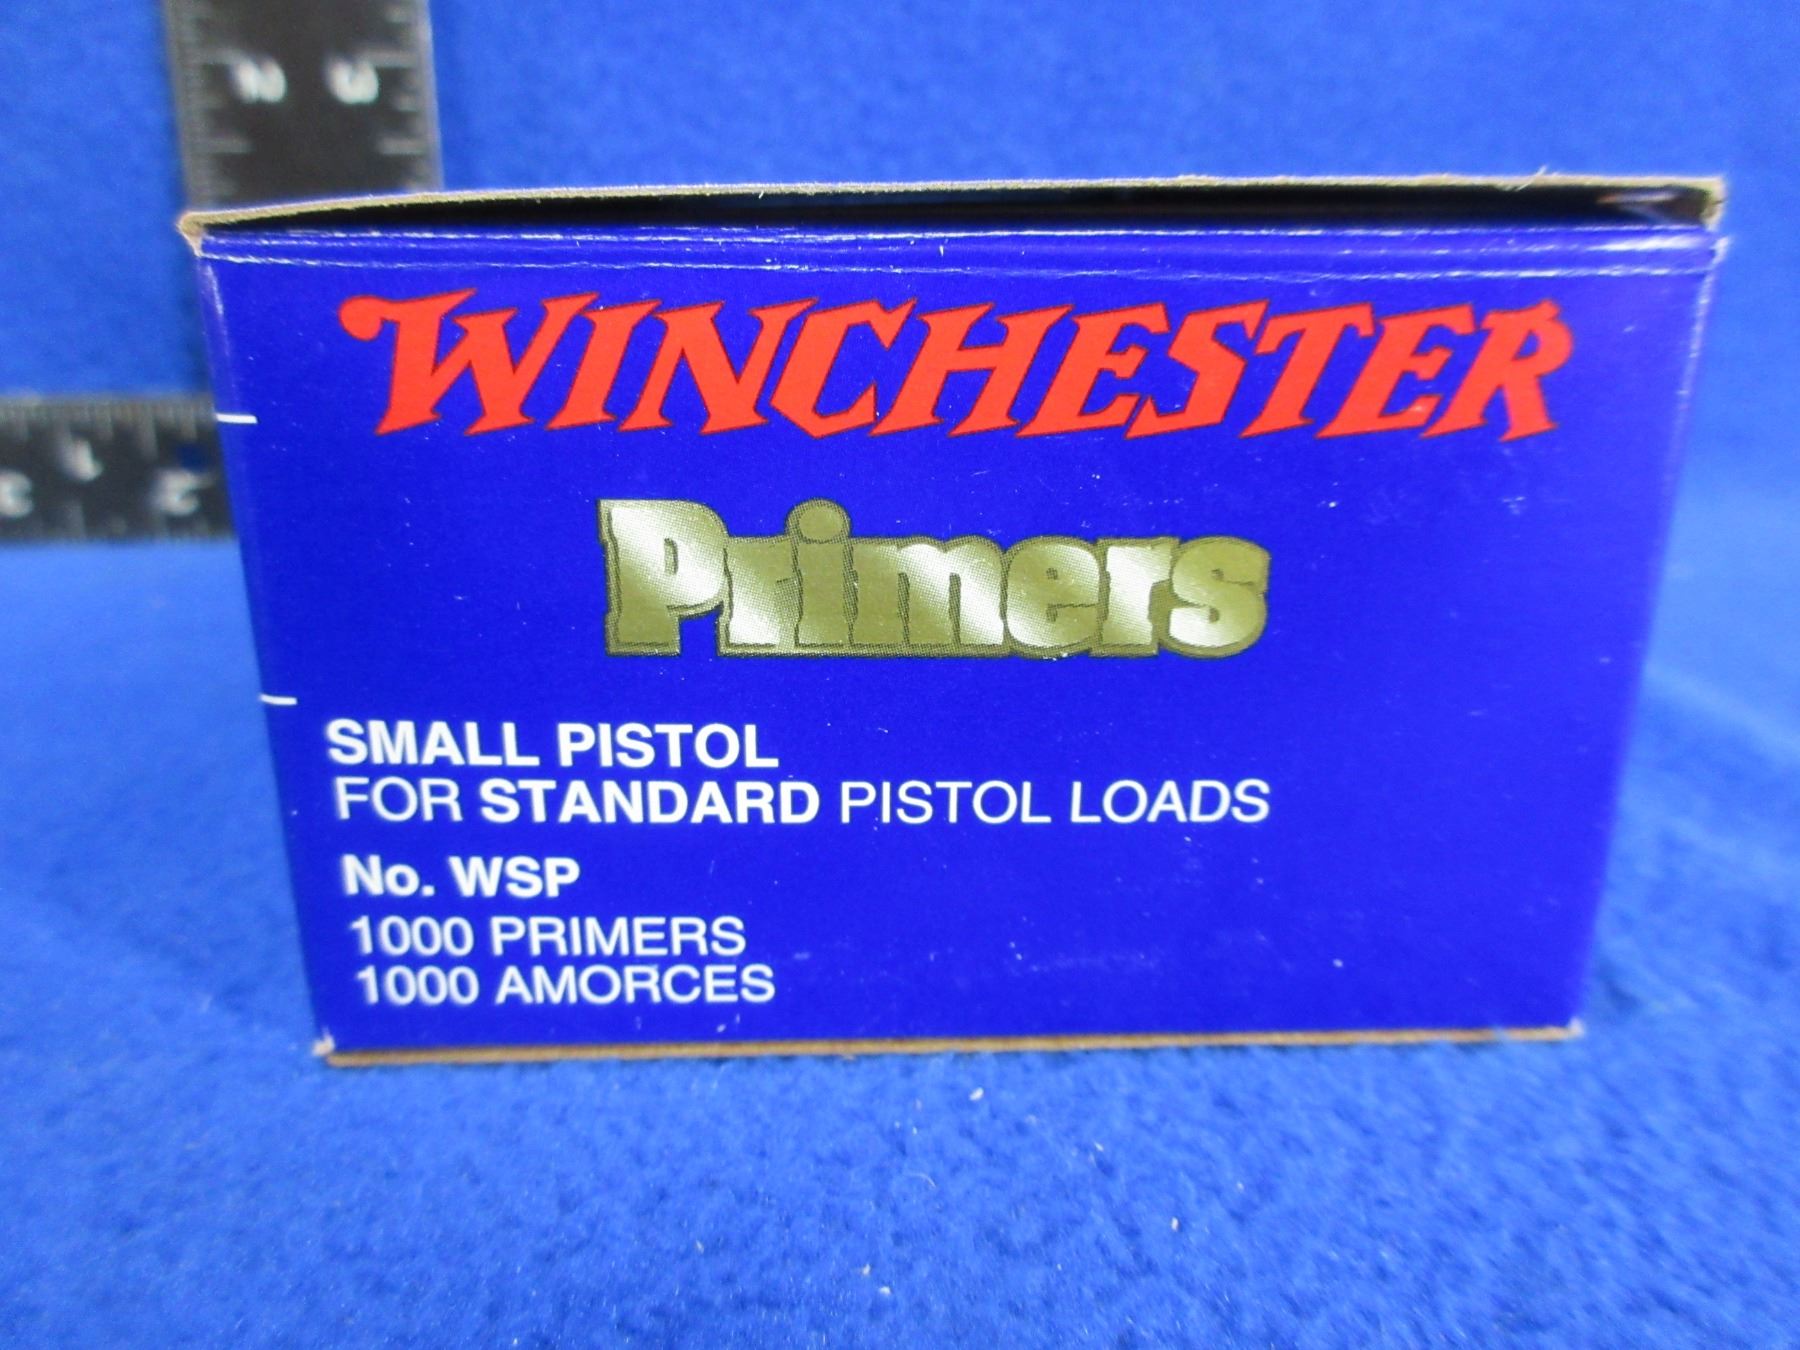 WINCHESTER
Primers
SMALL PISTOL
FOR STANDARD PISTOL LOADS
No. WSP
1000 PRIMERS
1000 AMORCES